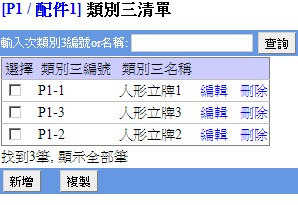 [P1 / 配件1] 類別三清單
輸入次類別3編號or名稱: 查詢
選擇 類別三編號 類別三名稱
P1-1 人形立牌1 編輯 刪除
P1-3 人形立牌3 編輯 刪除
P1-2 人形立牌2 編輯 刪除
找到3筆, 顯示全部筆
新增 複製